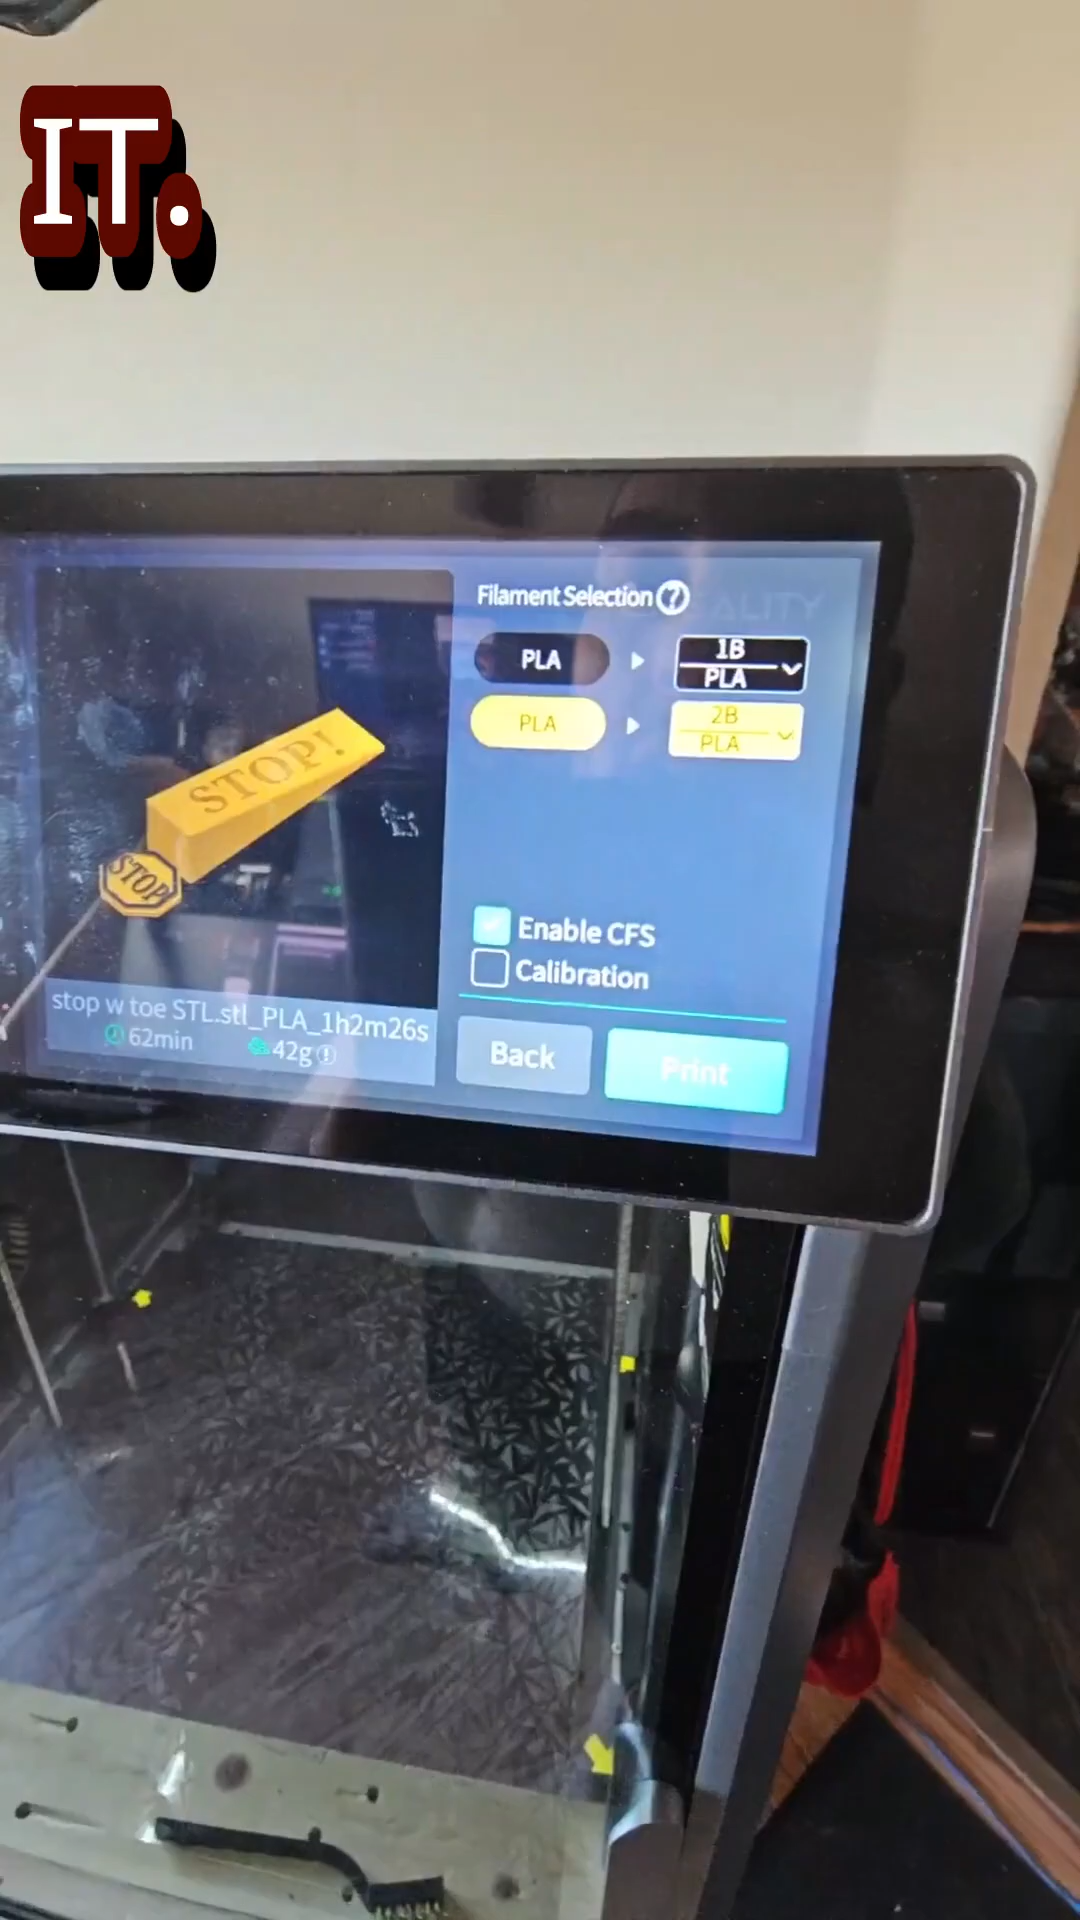 IT.
Filament Selection ?
PLA
1B
PLA
PLA
2B
PLA
STOP!
STOP
Enable CFS
Calibration
stop w toe STL.stl_PLA_1h2m26s
62min
42g
Back
Print